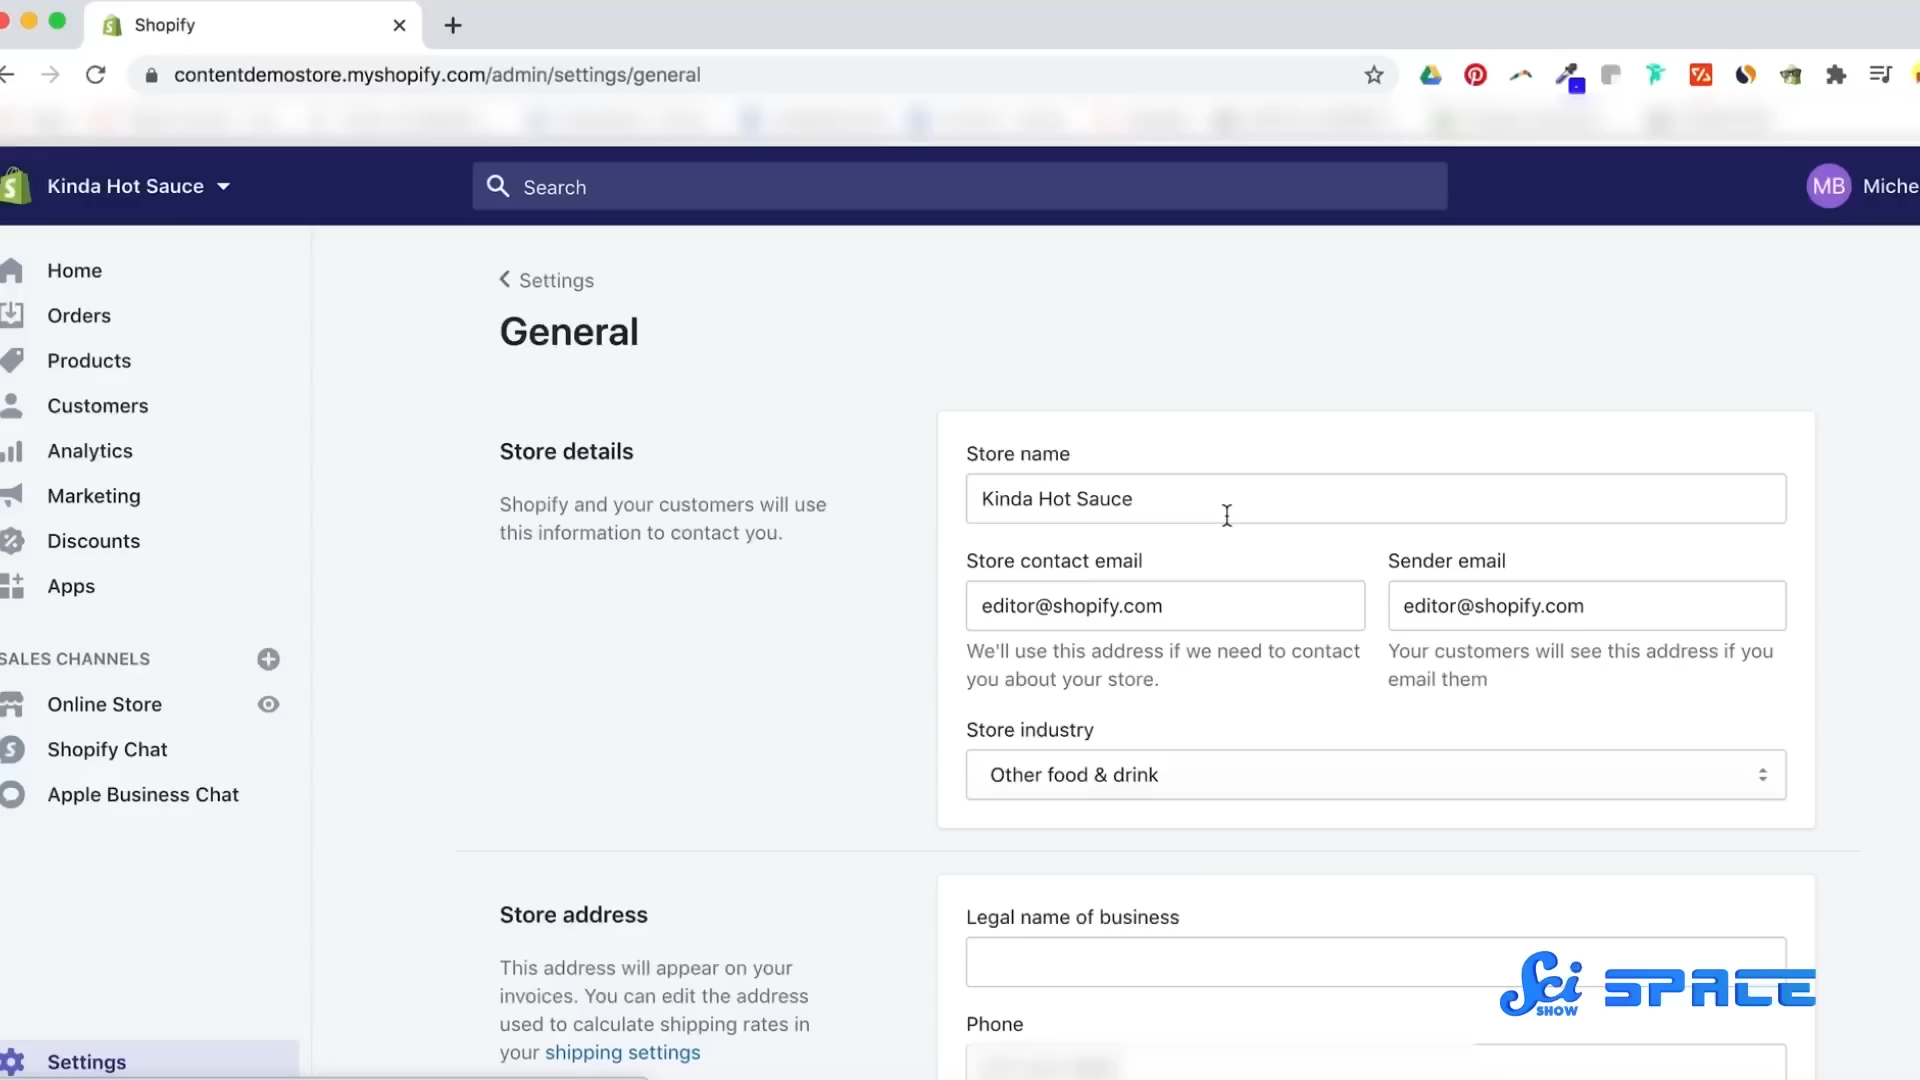 Shopify
contentdemostore.myshopify.com/admin/settings/general
Kinda Hot Sauce
Search
MB
Miche
Home
Orders
Products
Customers
Analytics
Marketing
Discounts
Apps
SALES CHANNELS
Online Store
Shopify Chat
Apple Business Chat
Settings
Settings
General
Store details
Shopify and your customers will use
this information to contact you.
Store name
Kinda Hot Sauce
Store contact email
editor@shopify.com
We'll use this address if we need to contact
you about your store.
Sender email
editor@shopify.com
Your customers will see this address if you
email them
Store industry
Other food & drink
Store address
This address will appear on your
invoices. You can edit the address
used to calculate shipping rates in
your shipping settings
Legal name of business
Phone
Sci SHOW SPACE